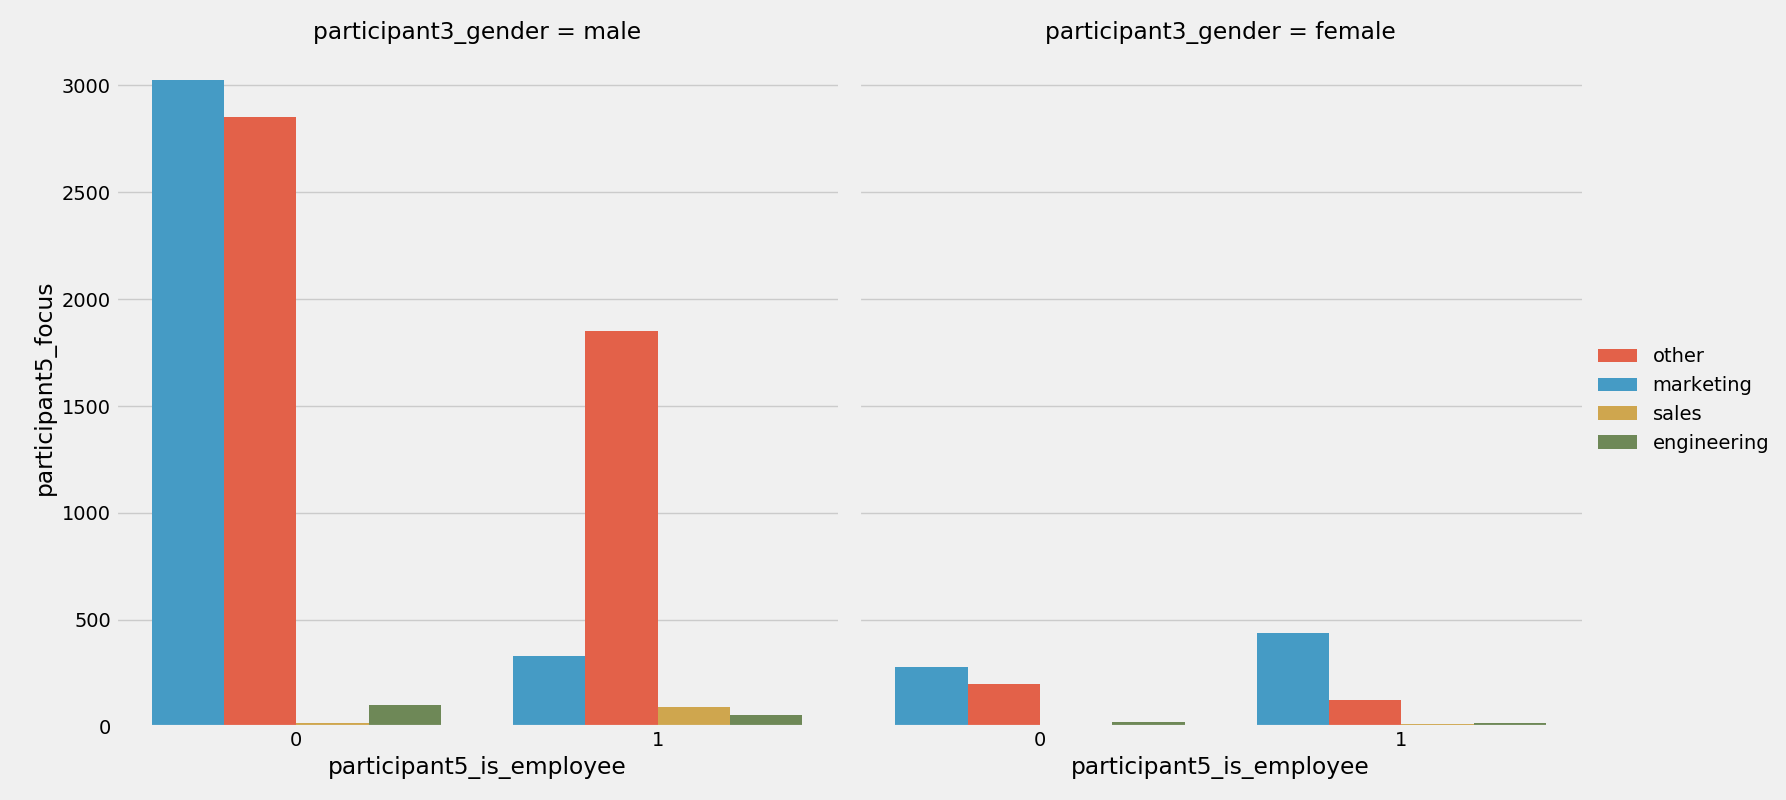 participant3_gender = male
participant3_gender = female
participant5_focus
3000
2500
2000
1500
1000
500
0
0
1
0
1
participant5_is_employee
participant5_is_employee
other
marketing
sales
engineering